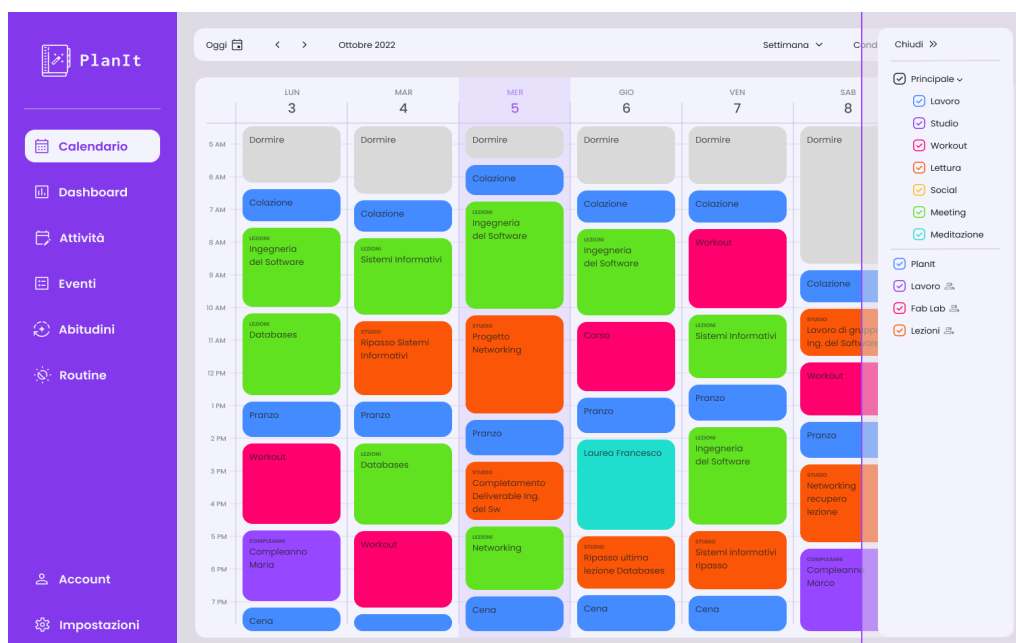 PlanIt
Calendario
Dashboard
Attività
Eventi
Abitudini
Routine
Account
Impostazioni
Oggi
Ottobre 2022
Settimana
Cond
Chiudi
LUN
3
MAR
4
MER
5
GIO
6
VEN
7
SAB
8
5 AM
6 AM
7 AM
8 AM
9 AM
10 AM
11 AM
12 PM
1 PM
2 PM
3 PM
4 PM
5 PM
6 PM
7 PM
Dormire
Colazione
LEZIONI
Ingegneria
del Software
LEZIONI
Databases
Pranzo
Workout
COMPLEANNI
Compleanno
Maria
Cena
Dormire
Colazione
LEZIONI
Sistemi Informativi
STUDIO
Ripasso Sistemi
Informativi
Pranzo
LEZIONI
Databases
Workout
Dormire
Colazione
LEZIONI
Ingegneria
del Software
STUDIO
Progetto
Networking
Pranzo
STUDIO
Completamento
Deliverable Ing.
del Sw
LEZIONI
Networking
Cena
Dormire
Colazione
LEZIONI
Ingegneria
del Software
Corsa
Pranzo
Laurea Francesco
STUDIO
Ripasso ultima
lezione Databases
Cena
Dormire
Colazione
Workout
LEZIONI
Sistemi Informativi
Pranzo
LEZIONI
Ingegneria
del Software
STUDIO
Sistemi informativi
ripasso
Cena
Dormire
Colazione
STUDIO
Lavoro di gruppo
Ing. del Software
Workout
Pranzo
STUDIO
Networking
recupero
lezione
COMPLEANNI
Compleanno
Marco
Principale
Lavoro
Studio
Workout
Lettura
Social
Meeting
Meditazione
PlanIt
Lavoro
Fab Lab
Lezioni